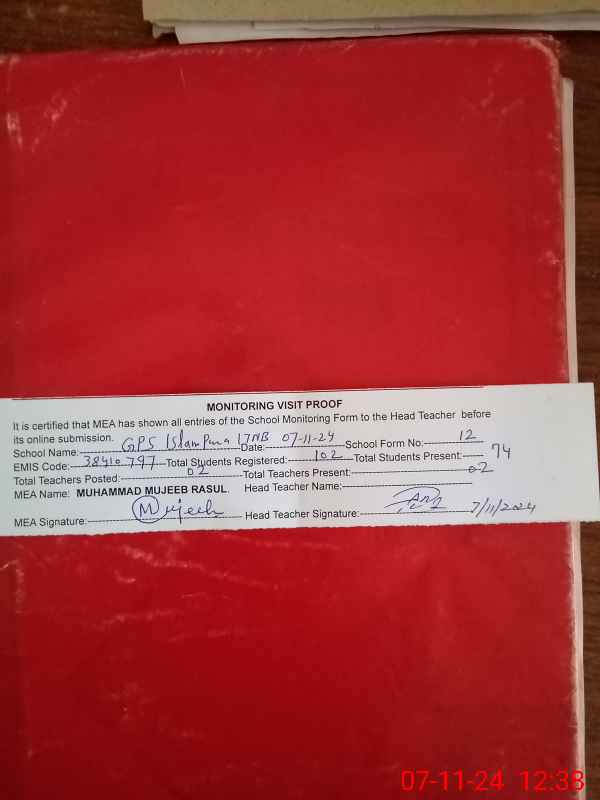 MONITORING VISIT PROOF
It is certified that MEA has shown all entries of the School Monitoring Form to the Head Teacher before
its online submission.
School Name: GPS Islam Pura 17NB Date: 07-11-24 School Form No: 12
EMIS Code: 38410797 Total Students Registered: 102 Total Students Present: 74
Total Teachers Posted: 02 Total Teachers Present: 02
MEA Name: MUHAMMAD MUJEEB RASUL Head Teacher Name:
MEA Signature: Mujeeb Head Teacher Signature: 7/11/2024
07-11-24 12:38